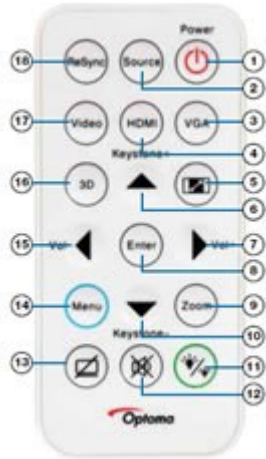 Power
18 ReSync Source 1
2
17 Video HDMI VGA 3
4
Keystone+
16 3D 5
6
15 Vol- Vol+ 7
Enter 8
14 Menu Zoom 9
10
Keystone-
13 11
12
Optoma